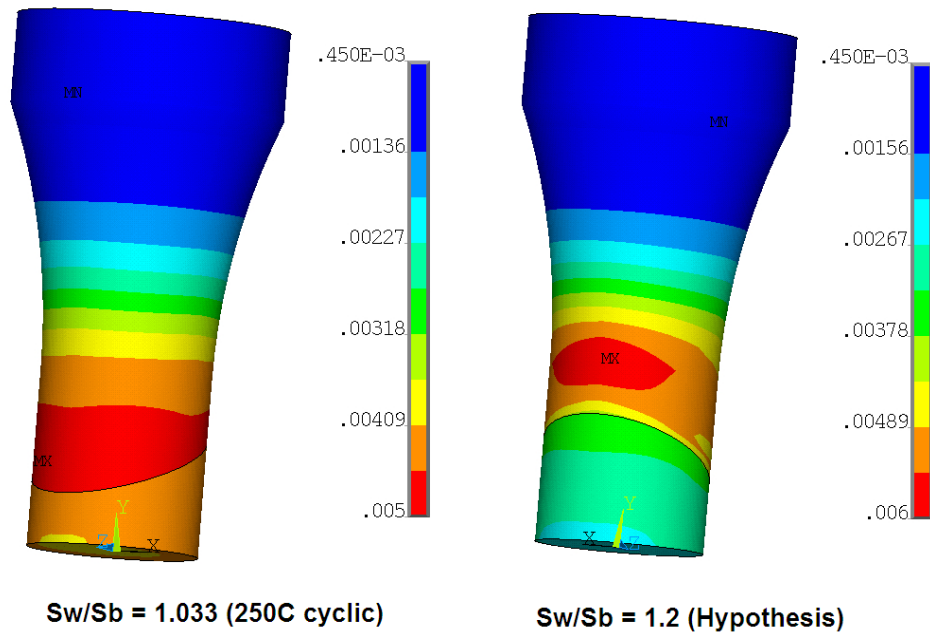 .450E-03
MN
.00136
.00227
.00318
.00409
MX
.005
Y
Z
X
Sw/Sb = 1.033 (250C cyclic)
.450E-03
MN
.00156
.00267
.00378
MX
.00489
.006
Y
X
Z
Sw/Sb = 1.2 (Hypothesis)